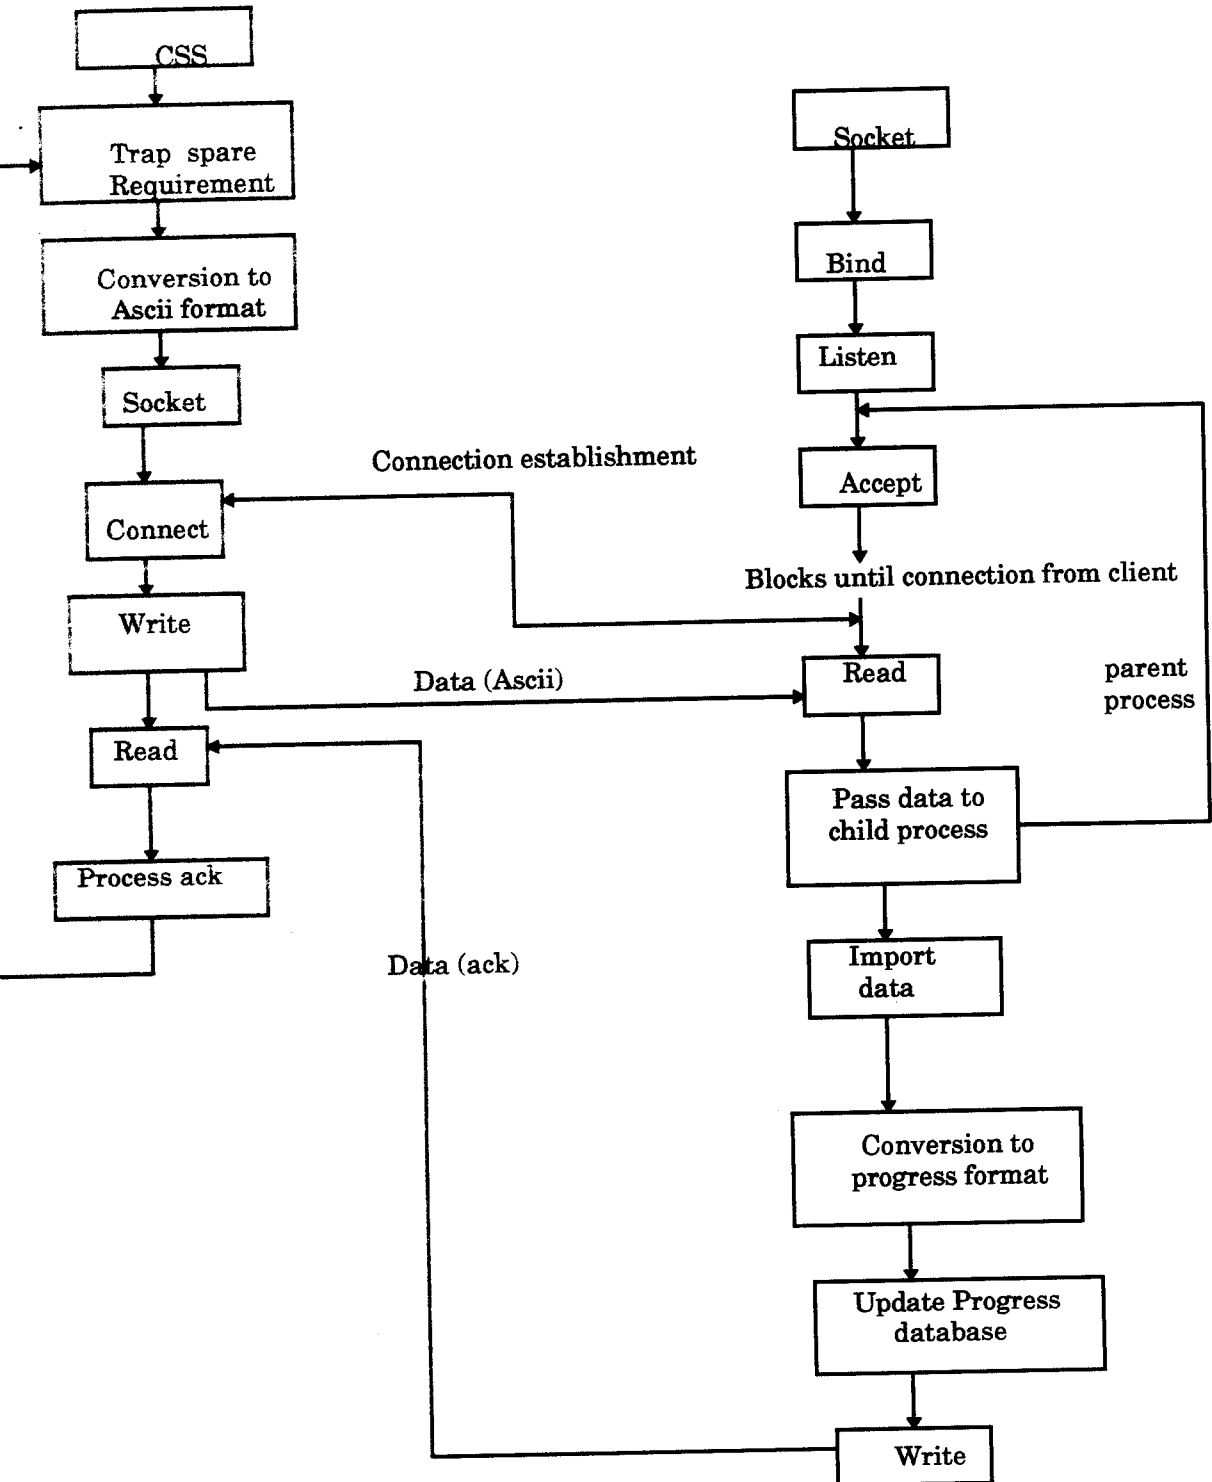 CSS
Trap spare
Requirement
Conversion to
Ascii format
Socket
Connect
Write
Read
Process ack
Connection establishment
Data (Ascii)
Data (ack)
Socket
Bind
Listen
Accept
Blocks until connection from client
Read
parent
process
Pass data to
child process
Import
data
Conversion to
progress format
Update Progress
database
Write